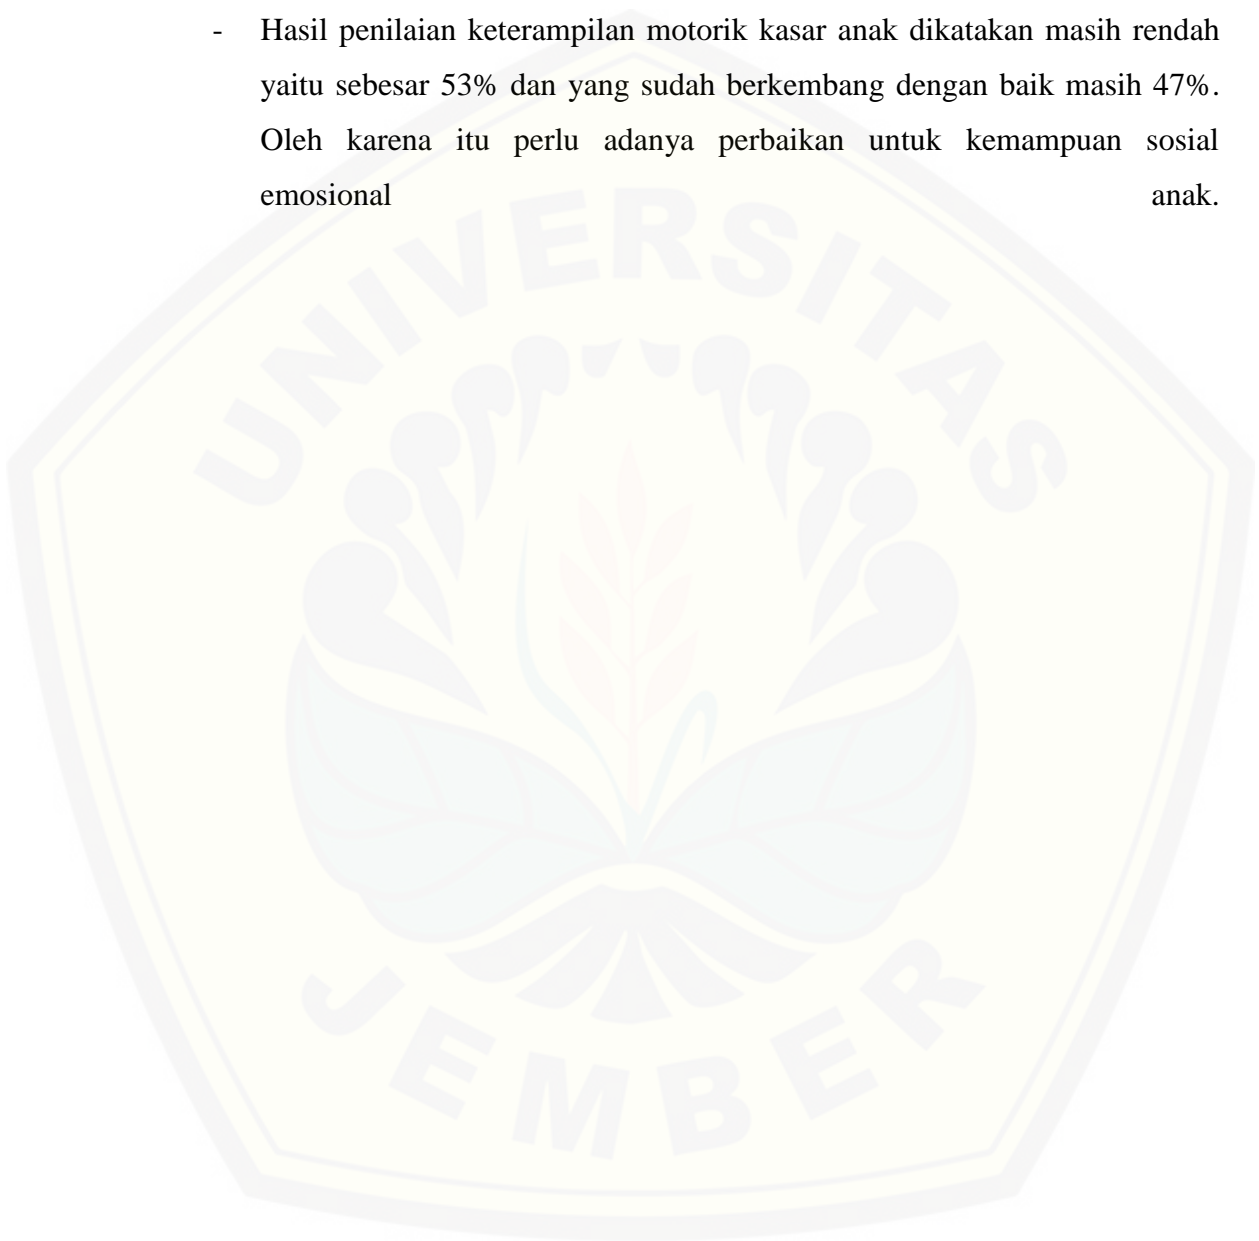 - Hasil penilaian keterampilan motorik kasar anak dikatakan masih rendah
yaitu sebesar 53% dan yang sudah berkembang dengan baik masih 47%.
Oleh karena itu perlu adanya perbaikan untuk kemampuan sosial
emosional anak.
UNIVERSITAS
JEMBER